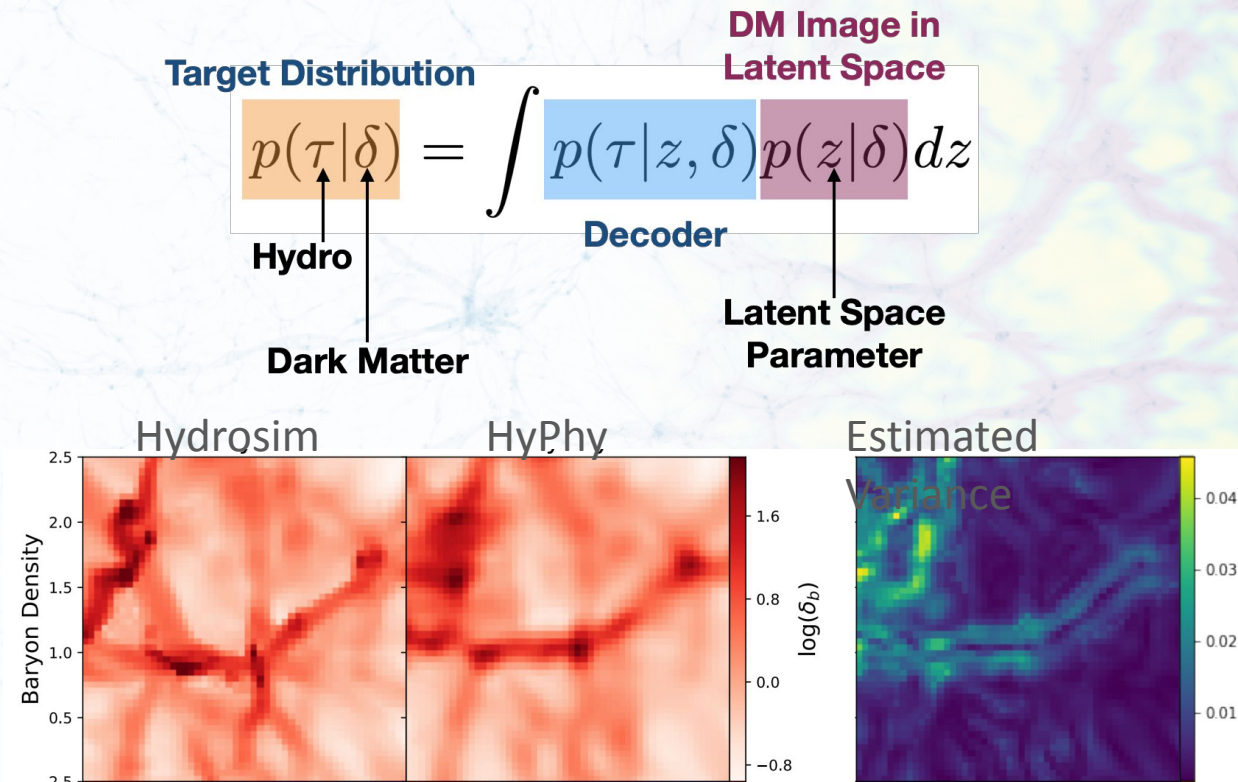 DM Image in
Latent Space
Target Distribution
p(τ|δ) = ∫ p(τ|z, δ)p(z|δ)dz
Decoder
Hydro
Latent Space
Parameter
Dark Matter
Hydrosim
HyPhy
Estimated
Variance
Baryon Density
2.5
2.0
1.5
1.0
0.5
2.5
1.6
0.8
0.0
−0.8
log(δ_b)
0.04
0.03
0.02
0.01